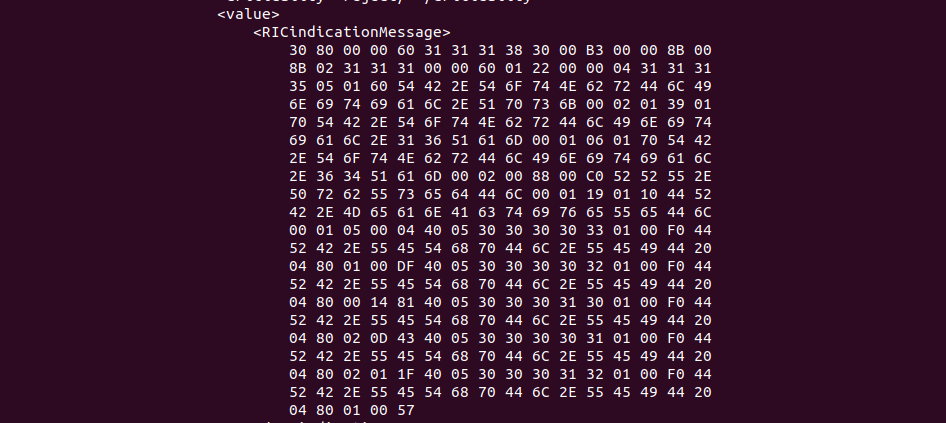 <value>
<RICindicationMessage>
30 80 00 00 60 31 31 31 38 30 00 B3 00 00 8B 00
8B 02 31 31 31 00 00 60 01 22 00 00 04 31 31 31
35 05 01 60 54 42 2E 54 6F 74 4E 62 72 44 6C 49
6E 69 74 69 61 6C 2E 51 70 73 6B 00 02 01 39 01
70 54 42 2E 54 6F 74 4E 62 72 44 6C 49 6E 69 74
69 61 6C 2E 31 36 51 61 6D 00 01 06 01 70 54 42
2E 54 6F 74 4E 62 72 44 6C 49 6E 69 74 69 61 6C
2E 36 34 51 61 6D 00 02 00 88 00 C0 52 52 55 2E
50 72 62 55 73 65 64 44 6C 00 01 19 01 10 44 52
42 2E 4D 65 61 6E 41 63 74 69 76 65 55 65 44 6C
00 01 05 00 04 40 05 30 30 30 30 33 01 00 F0 44
52 42 2E 55 45 54 68 70 44 6C 2E 55 45 49 44 20
04 80 01 00 DF 40 05 30 30 30 30 32 01 00 F0 44
52 42 2E 55 45 54 68 70 44 6C 2E 55 45 49 44 20
04 80 00 14 81 40 05 30 30 30 31 30 01 00 F0 44
52 42 2E 55 45 54 68 70 44 6C 2E 55 45 49 44 20
04 80 02 0D 43 40 05 30 30 30 30 31 01 00 F0 44
52 42 2E 55 45 54 68 70 44 6C 2E 55 45 49 44 20
04 80 02 01 1F 40 05 30 30 30 31 32 01 00 F0 44
52 42 2E 55 45 54 68 70 44 6C 2E 55 45 49 44 20
04 80 01 00 57